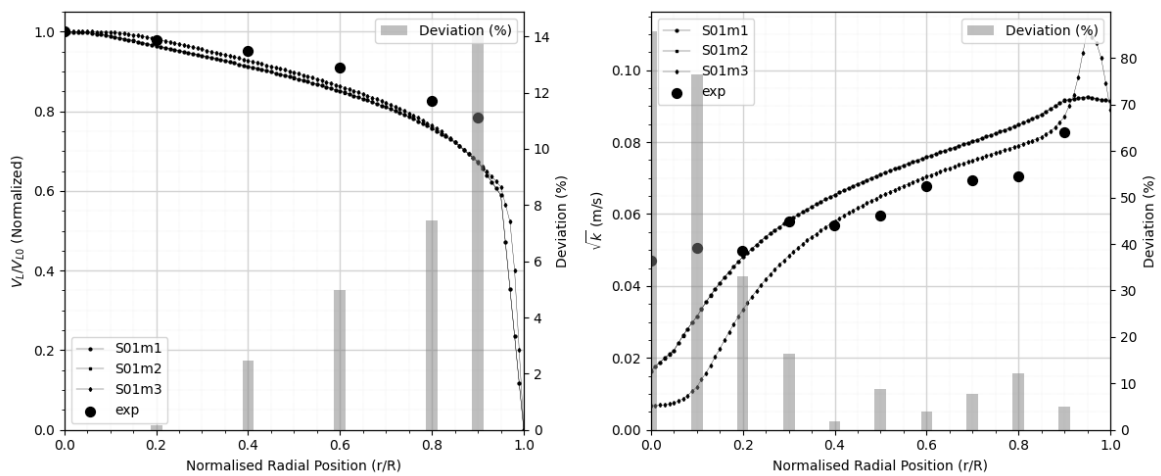 Deviation (%)
1.0
0.8
0.6
0.4
0.2
0.0
V_L/V_L0 (Normalized)
S01m1
S01m2
S01m3
exp
0.0 0.2 0.4 0.6 0.8 1.0
Normalised Radial Position (r/R)
14
12
10
8
6
4
2
0
Deviation (%)
S01m1
S01m2
S01m3
exp
Deviation (%)
0.10
0.08
0.06
0.04
0.02
0.00
√k (m/s)
0.0 0.2 0.4 0.6 0.8 1.0
Normalised Radial Position (r/R)
80
70
60
50
40
30
20
10
0
Deviation (%)